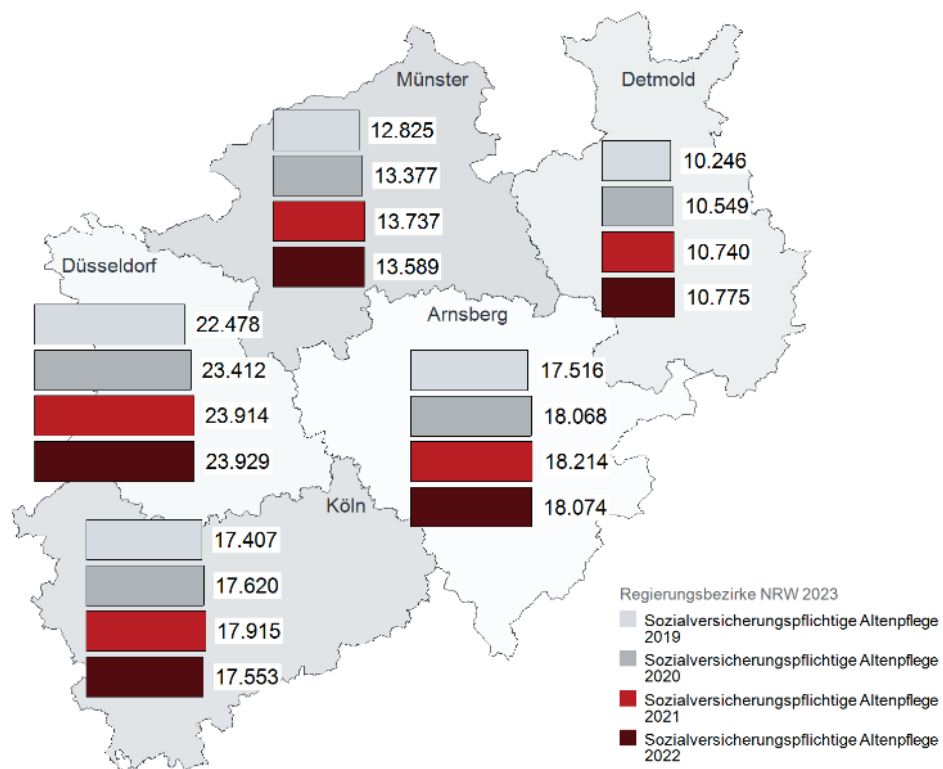 Münster
12.825
13.377
13.737
13.589
Detmold
10.246
10.549
10.740
10.775
Düsseldorf
22.478
23.412
23.914
23.929
Arnsberg
17.516
18.068
18.214
18.074
Köln
17.407
17.620
17.915
17.553
Regierungsbezirke NRW 2023
Sozialversicherungspflichtige Altenpflege
2019
Sozialversicherungspflichtige Altenpflege
2020
Sozialversicherungspflichtige Altenpflege
2021
Sozialversicherungspflichtige Altenpflege
2022